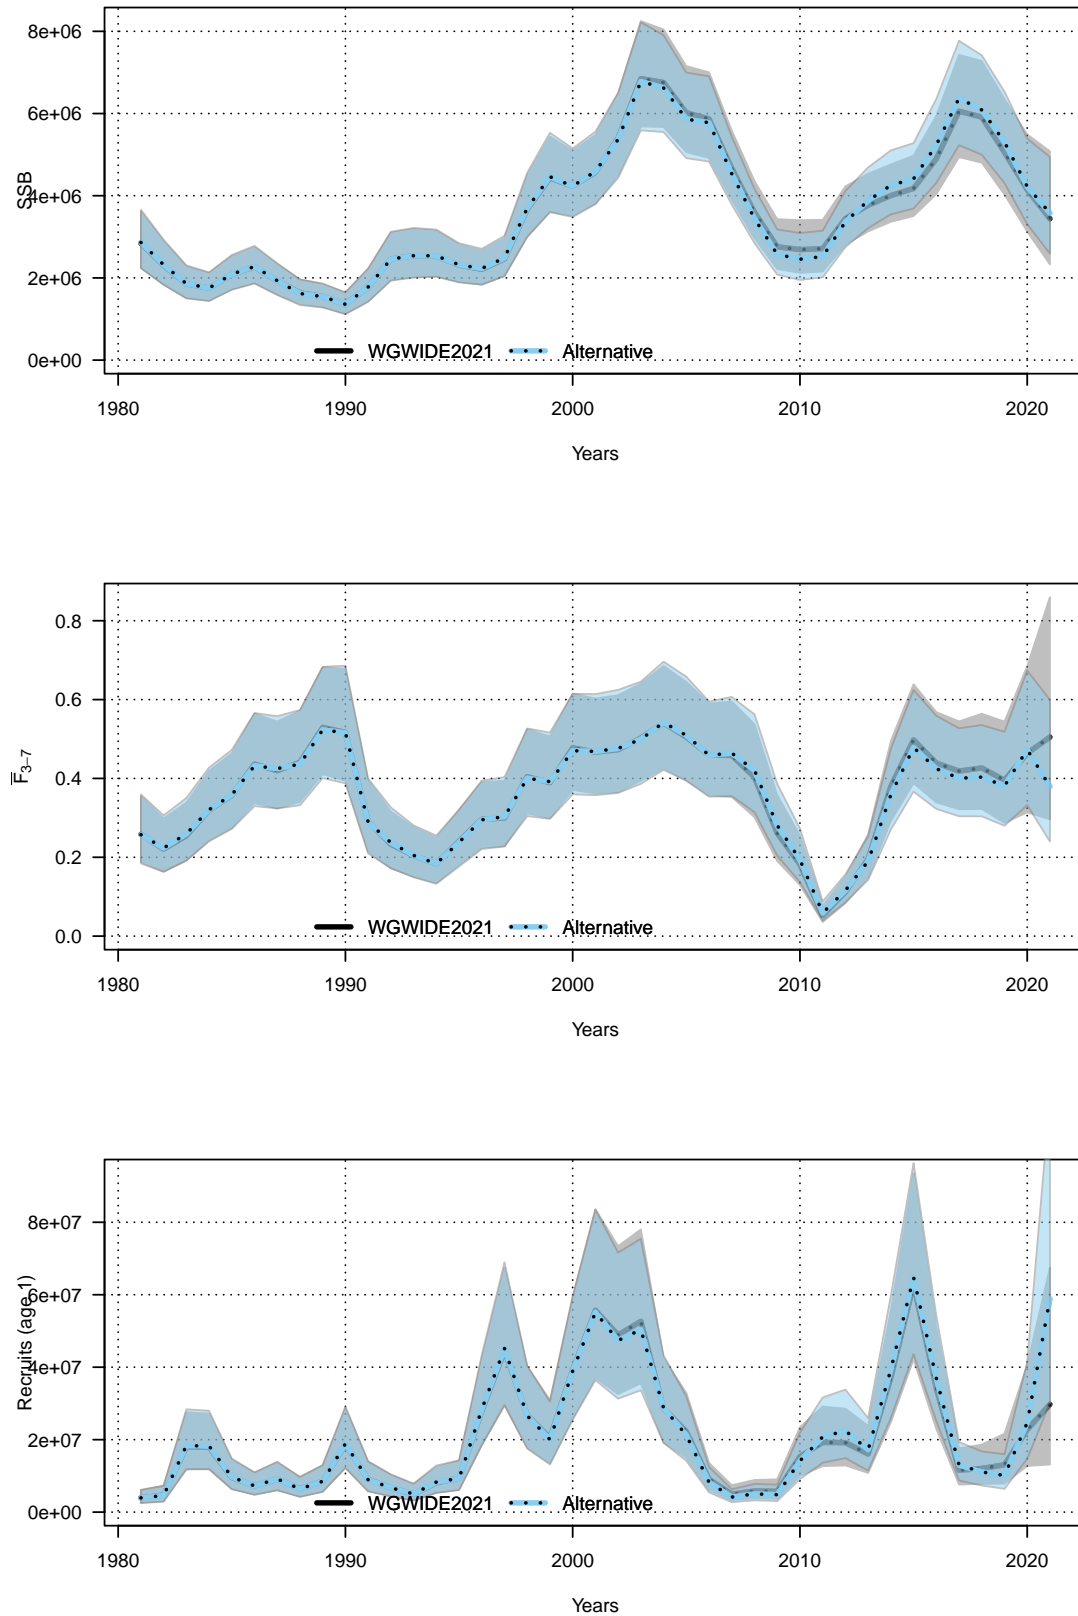 8e+06
6e+06
4e+06
2e+06
0e+00
SSB
WGWIDE2021 Alternative
1980 1990 2000 2010 2020
Years
0.8
0.6
0.4
0.2
0.0
F̅3−7
WGWIDE2021 Alternative
1980 1990 2000 2010 2020
Years
8e+07
6e+07
4e+07
2e+07
0e+00
Recruits (age 1)
WGWIDE2021 Alternative
1980 1990 2000 2010 2020
Years